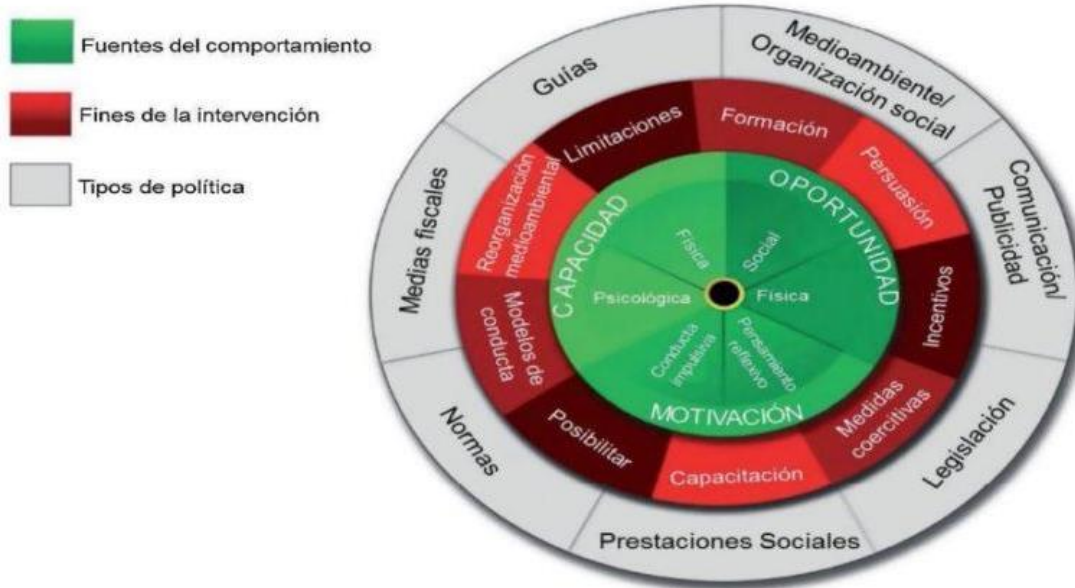 Fuentes del comportamiento
Fines de la intervención
Tipos de política
Guías
Medioambiente/
Organización social
Comunicación/
Publicidad
Legislación
Prestaciones Sociales
Normas
Medias fiscales
Limitaciones
Formación
Persuasión
Incentivos
Medidas
coercitivas
Capacitación
Posibilitar
Modelos de
conducta
Reorganización
medioambiental
CAPACIDAD
OPORTUNIDAD
MOTIVACIÓN
Física
Social
Psicológica
Física
Conducta
impulsiva
Pensamiento
reflexivo